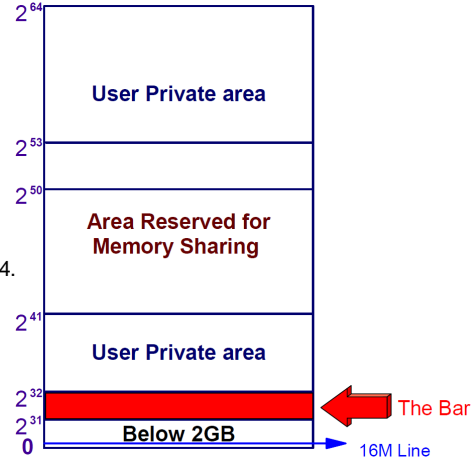 2 64
User Private area
2 53
2 50
Area Reserved for
Memory Sharing
4.
2 41
User Private area
2 32
The Bar
2 31
Below 2GB
0
16M Line